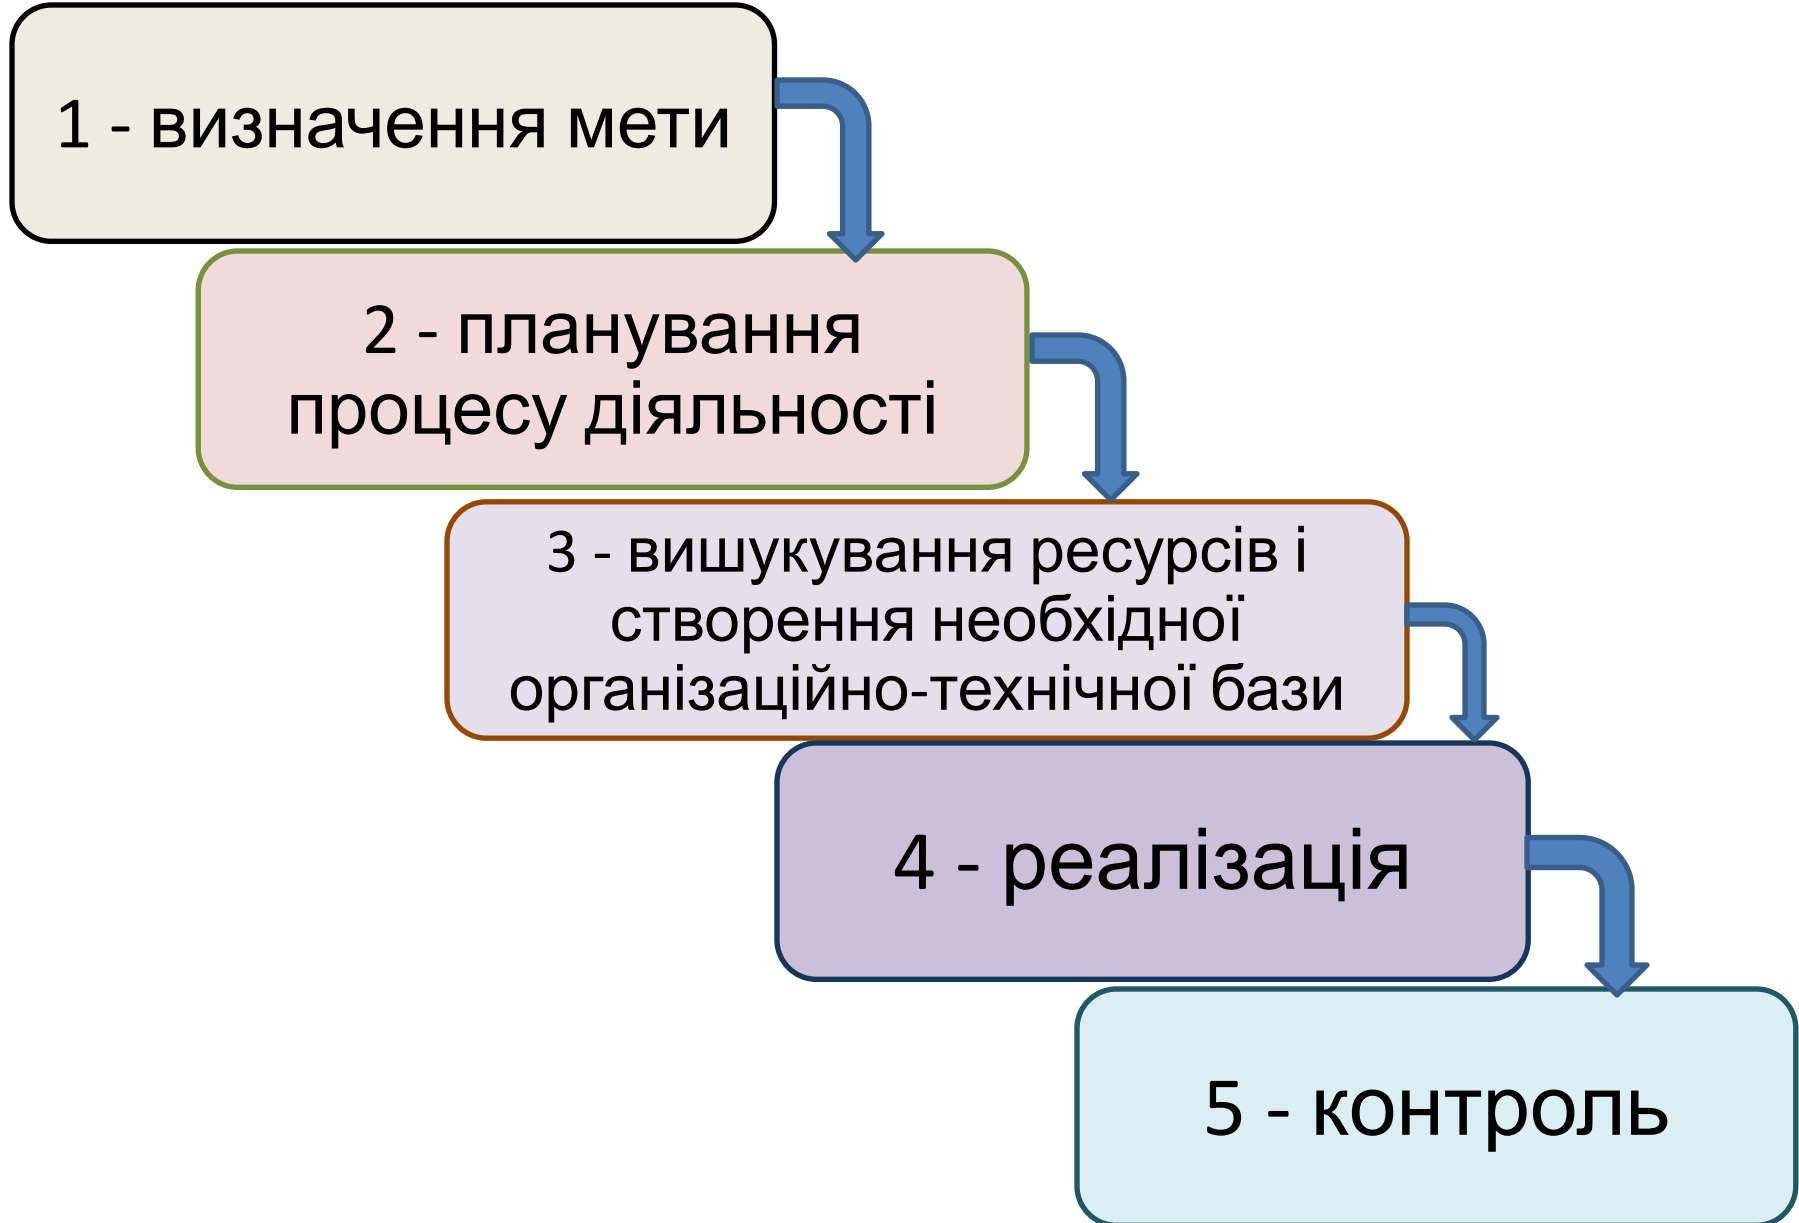 1 - визначення мети
2 - планування
процесу діяльності
3 - вишукування ресурсів і
створення необхідної
організаційно-технічної бази
4 - реалізація
5 - контроль